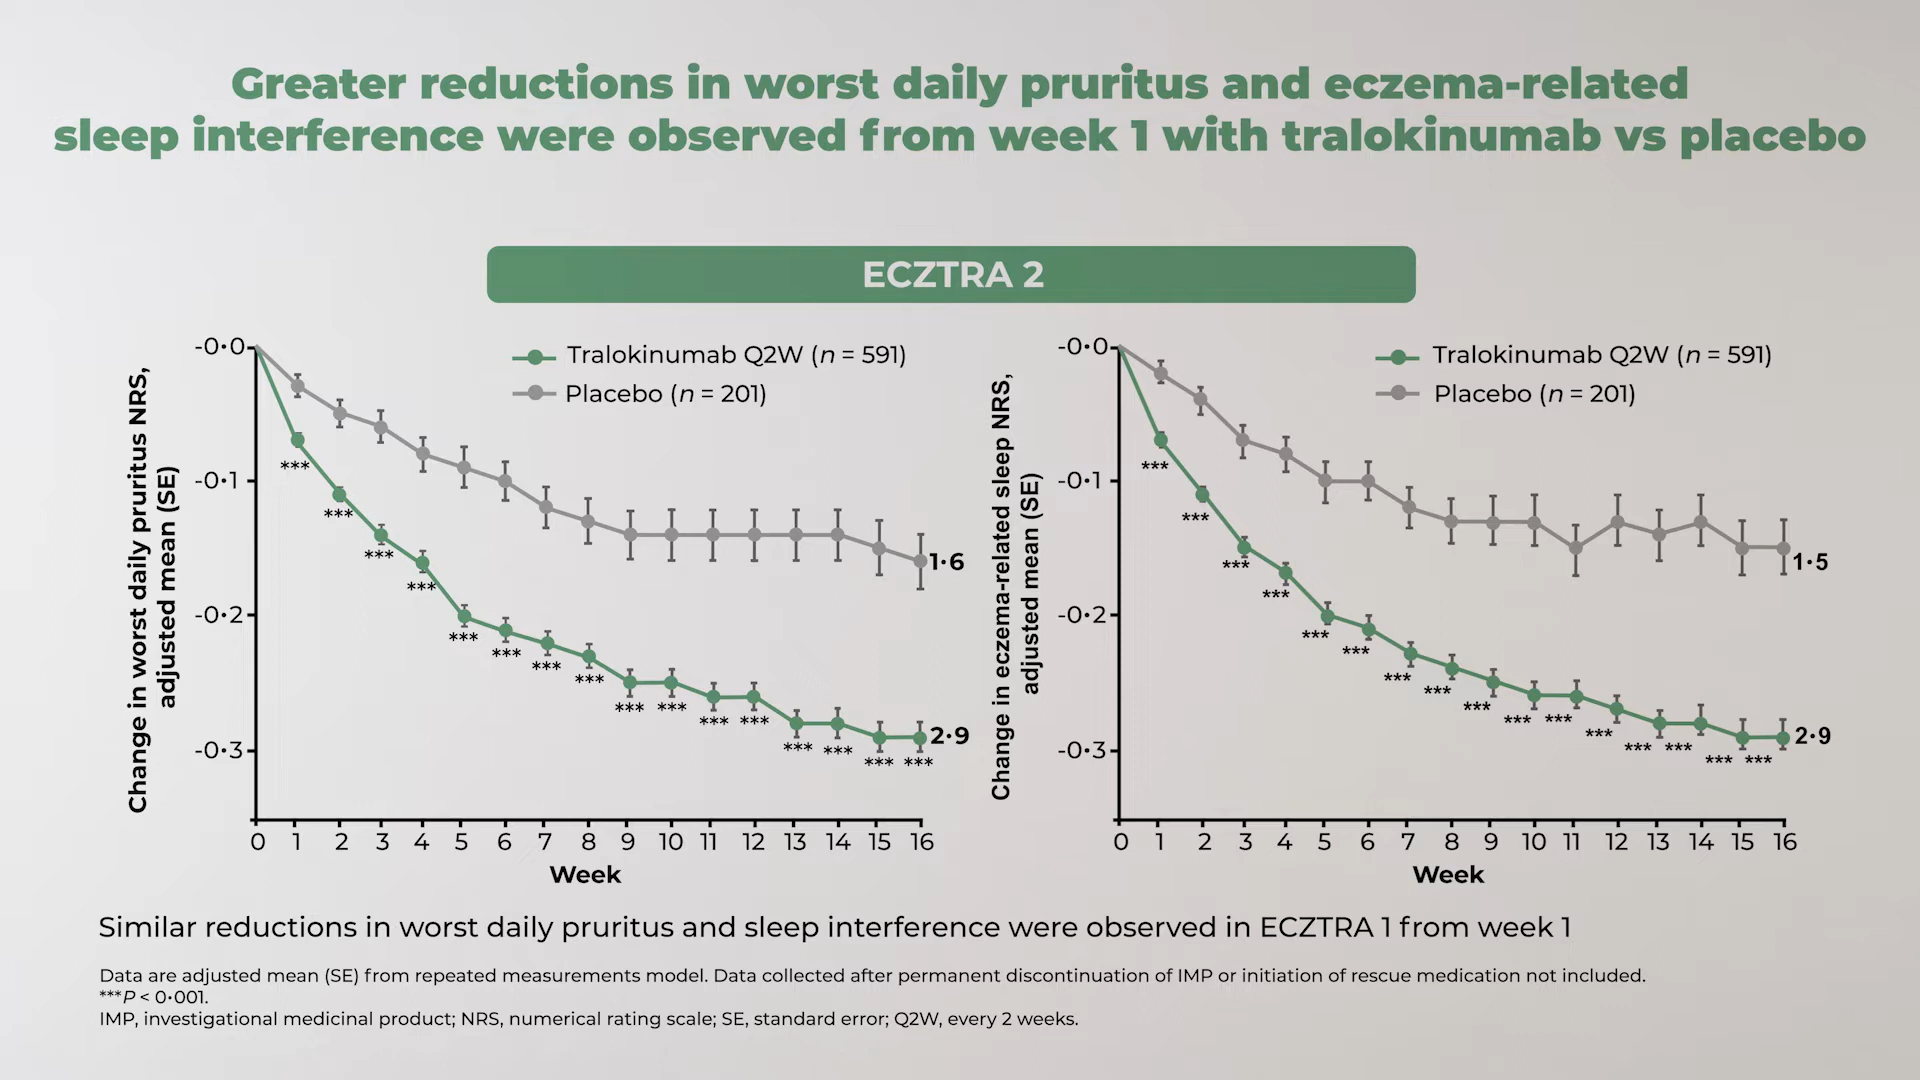 Greater reductions in worst daily pruritus and eczema-related
sleep interference were observed from week 1 with tralokinumab vs placebo
ECZTRA 2
Change in worst daily pruritus NRS,
adjusted mean (SE)
-0·0
-0·1
-0·2
-0·3
Tralokinumab Q2W (n = 591)
Placebo (n = 201)
1·6
2·9
*** *** *** *** *** *** *** *** *** *** *** *** *** *** *** ***
0 1 2 3 4 5 6 7 8 9 10 11 12 13 14 15 16
Week
Change in eczema-related sleep NRS,
adjusted mean (SE)
-0·0
-0·1
-0·2
-0·3
Tralokinumab Q2W (n = 591)
Placebo (n = 201)
1·5
2·9
*** *** *** *** *** *** *** *** *** *** *** *** *** *** *** ***
0 1 2 3 4 5 6 7 8 9 10 11 12 13 14 15 16
Week
Similar reductions in worst daily pruritus and sleep interference were observed in ECZTRA 1 from week 1
Data are adjusted mean (SE) from repeated measurements model. Data collected after permanent discontinuation of IMP or initiation of rescue medication not included.
***P < 0·001.
IMP, investigational medicinal product; NRS, numerical rating scale; SE, standard error; Q2W, every 2 weeks.